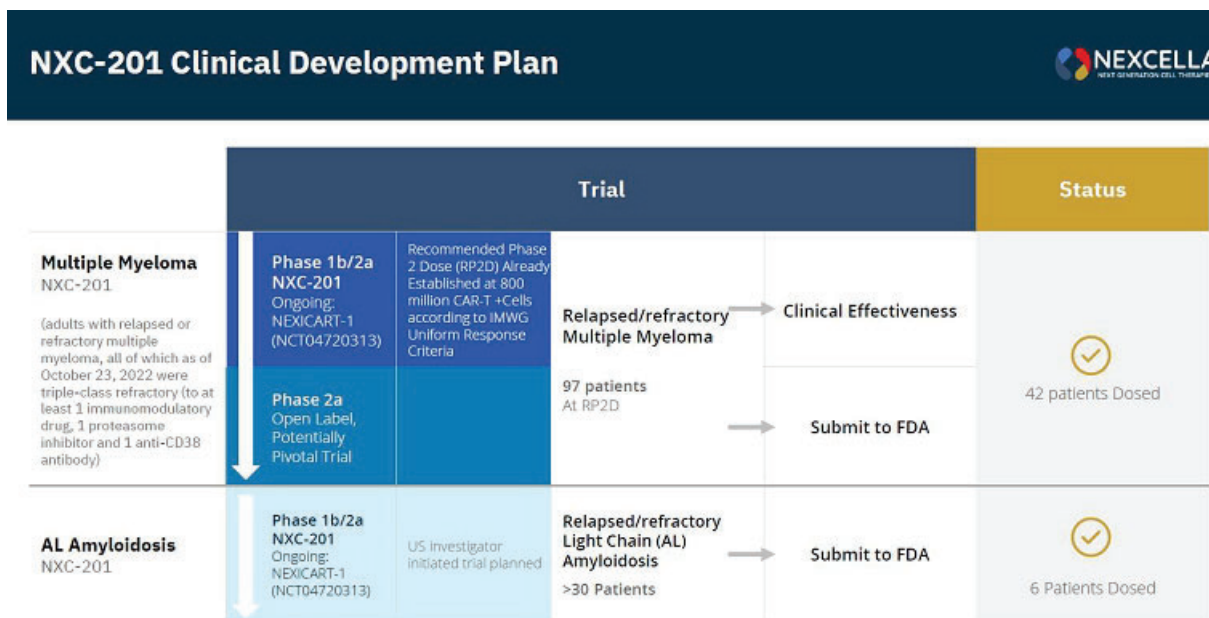 NXC-201 Clinical Development Plan
NEXCELLA
NEXT GENERATION CELL THERAPIES
Trial
Status
Multiple Myeloma
NXC-201
(adults with relapsed or
refractory multiple
myeloma, all of which as of
October 23, 2022 were
triple-class refractory (to at
least 1 immunomodulatory
drug, 1 proteasome
inhibitor and 1 anti-CD38
antibody)
Phase 1b/2a
NXC-201
Ongoing:
NEXICART-1
(NCT04720313)
Recommended Phase
2 Dose (RP2D) Already
Established at 800
million CAR-T +Cells
according to IMWG
Uniform Response
Criteria
Phase 2a
Open Label,
Potentially
Pivotal Trial
Relapsed/refractory
Multiple Myeloma
97 patients
At RP2D
Clinical Effectiveness
Submit to FDA
42 patients Dosed
AL Amyloidosis
NXC-201
Phase 1b/2a
NXC-201
Ongoing:
NEXICART-1
(NCT04720313)
US investigator
initiated trial planned
Relapsed/refractory
Light Chain (AL)
Amyloidosis
>30 Patients
Submit to FDA
6 Patients Dosed